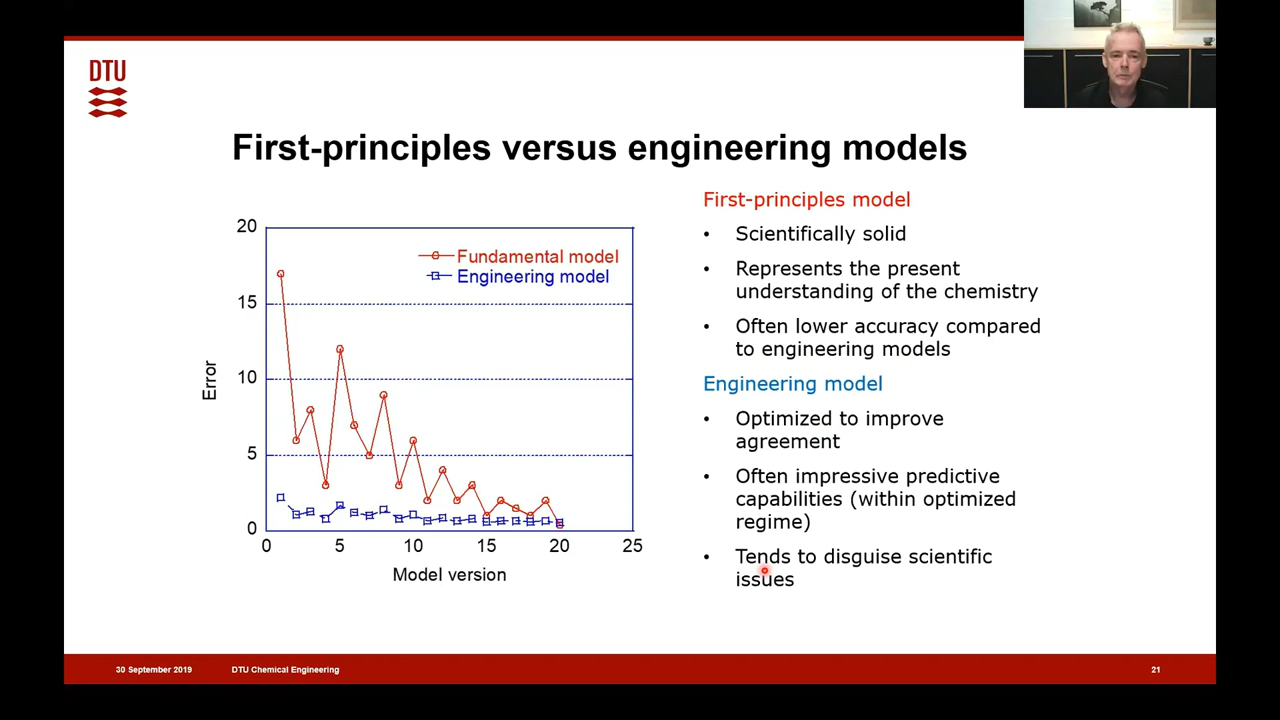 DTU
First-principles versus engineering models
20
15
10
5
0
Error
Fundamental model
Engineering model
0 5 10 15 20 25
Model version
First-principles model
• Scientifically solid
• Represents the present
understanding of the chemistry
• Often lower accuracy compared
to engineering models
Engineering model
• Optimized to improve
agreement
• Often impressive predictive
capabilities (within optimized
regime)
• Tends to disguise scientific
issues
30 September 2019 DTU Chemical Engineering 21